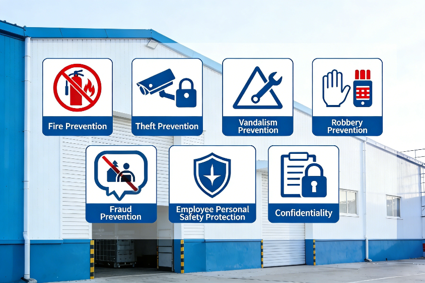 Fire Prevention
Theft Prevention
Vandalism
Prevention
Robbery
Prevention
Fraud
Prevention
Employee Personal
Safety Protection
Confidentiality